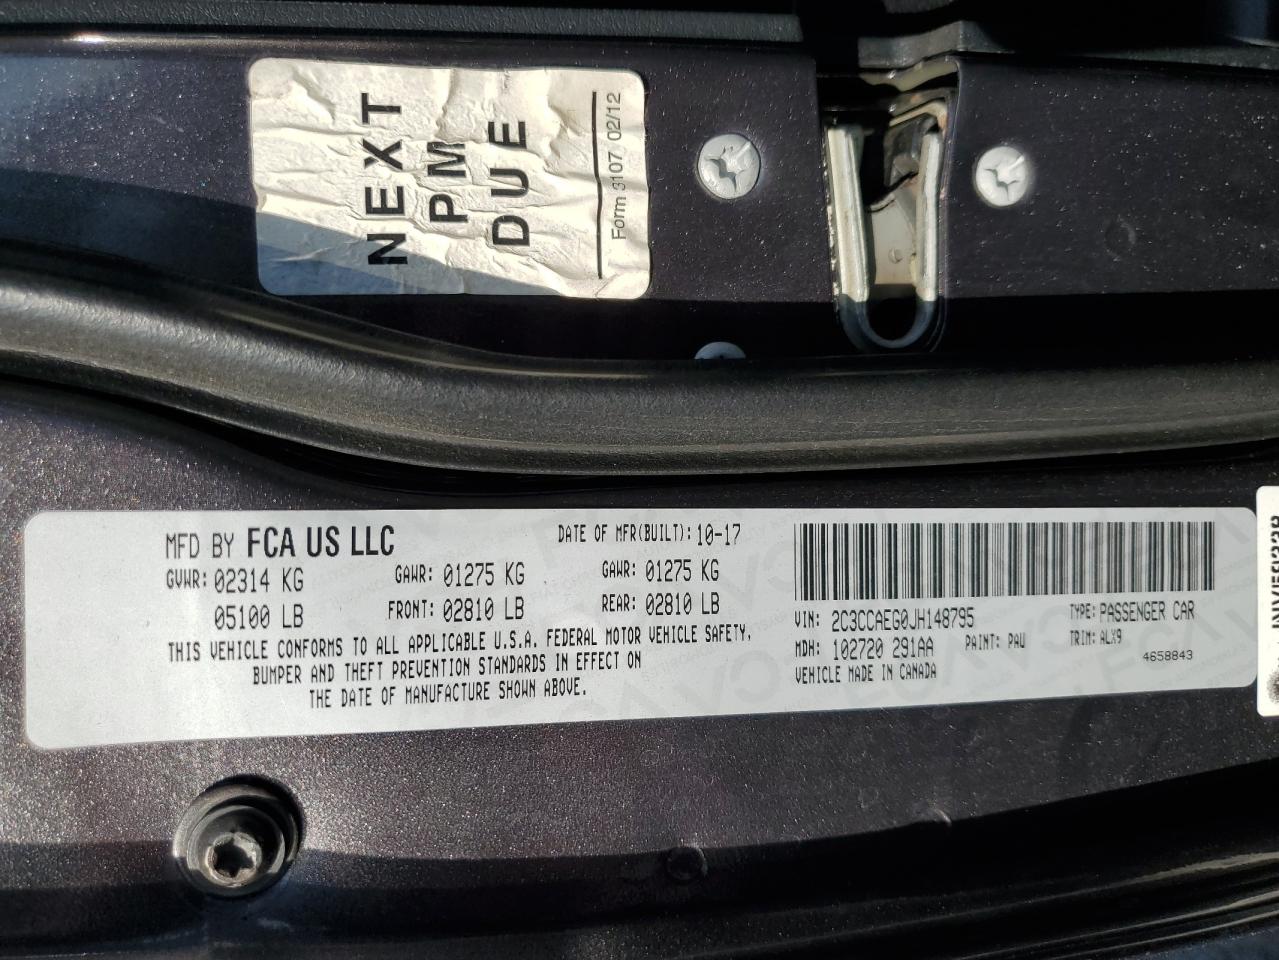 NEXT
PM
DUE
Form 3107 02/12
MFD BY FCA US LLC
DATE OF MFR(BUILT): 10-17
GVWR: 02314 KG
GAWR: 01275 KG
GAWR: 01275 KG
05100 LB
FRONT: 02810 LB
REAR: 02810 LB
THIS VEHICLE CONFORMS TO ALL APPLICABLE U.S.A. FEDERAL MOTOR VEHICLE SAFETY,
BUMPER AND THEFT PREVENTION STANDARDS IN EFFECT ON
THE DATE OF MANUFACTURE SHOWN ABOVE.
VIN: 2C3CCAEG0JH148795
TYPE: PASSENGER CAR
MDH: 102720 291AA
PAINT: PAU
TRIM: ALX9
VEHICLE MADE IN CANADA
4658843